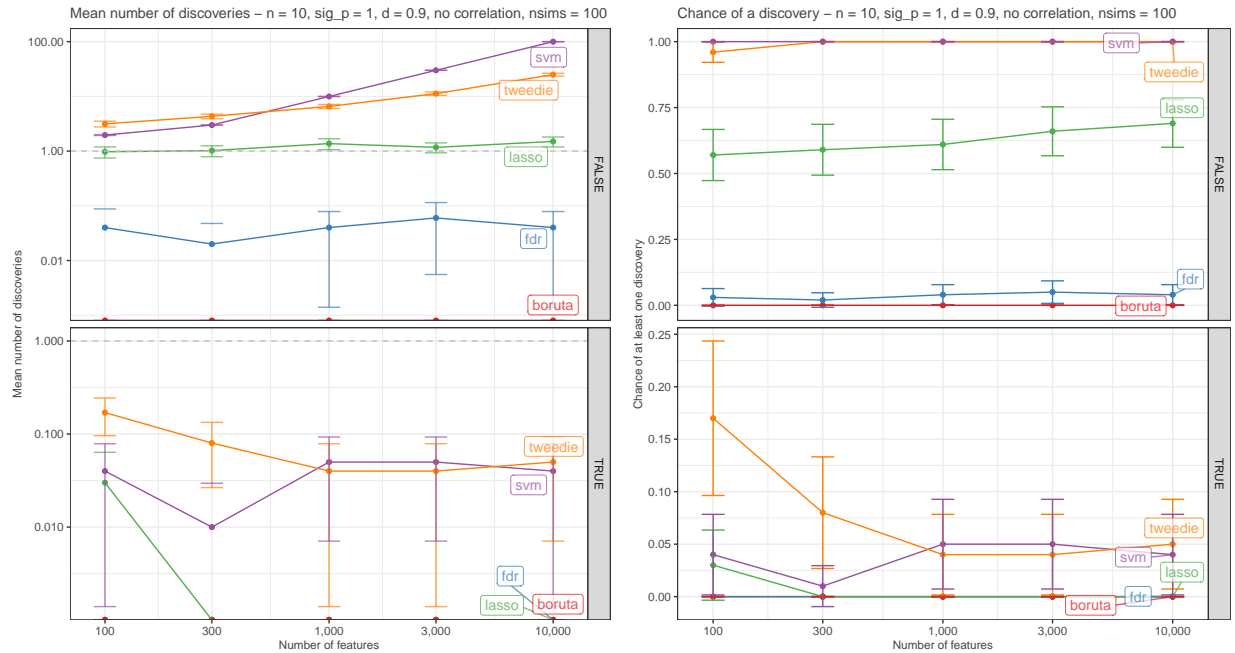 Mean number of discoveries – n = 10, sig_p = 1, d = 0.9, no correlation, nsims = 100
Mean number of discoveries
100.00
1.00
0.01
svm
tweedie
lasso
fdr
boruta
FALSE
1.000
0.100
0.010
tweedie
svm
fdr
lasso
boruta
TRUE
100
300
1,000
3,000
10,000
Number of features
Chance of a discovery – n = 10, sig_p = 1, d = 0.9, no correlation, nsims = 100
Chance of at least one discovery
1.00
0.75
0.50
0.25
0.00
svm
tweedie
lasso
fdr
boruta
FALSE
0.25
0.20
0.15
0.10
0.05
0.00
tweedie
svm
lasso
fdr
boruta
TRUE
100
300
1,000
3,000
10,000
Number of features